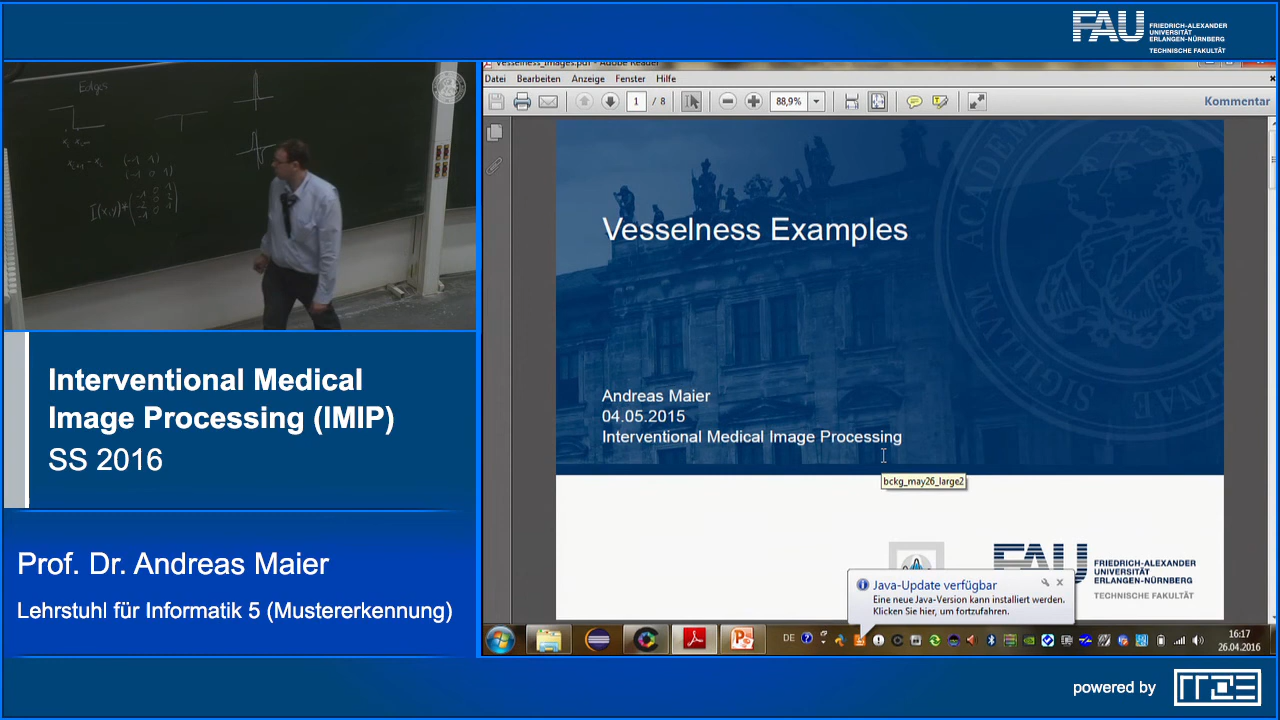 FAU
FRIEDRICH-ALEXANDER
UNIVERSITÄT
ERLANGEN-NÜRNBERG
TECHNISCHE FAKULTÄT
Edges
Vesselness_Images.pdf - Adobe Reader
Datei Bearbeiten Anzeige Fenster Hilfe
1 / 8 88,9% Kommentar
Vesselness Examples
Andreas Maier
04.05.2015
Interventional Medical Image Processing
bckg_may26_large2
FAU
FRIEDRICH-ALEXANDER
UNIVERSITÄT
ERLANGEN-NÜRNBERG
TECHNISCHE FAKULTÄT
Java-Update verfügbar
Eine neue Java-Version kann installiert werden.
Klicken Sie hier, um fortzufahren.
DE
16:17
26.04.2016
Interventional Medical
Image Processing (IMIP)
SS 2016
Prof. Dr. Andreas Maier
Lehrstuhl für Informatik 5 (Mustererkennung)
powered by
RRZE